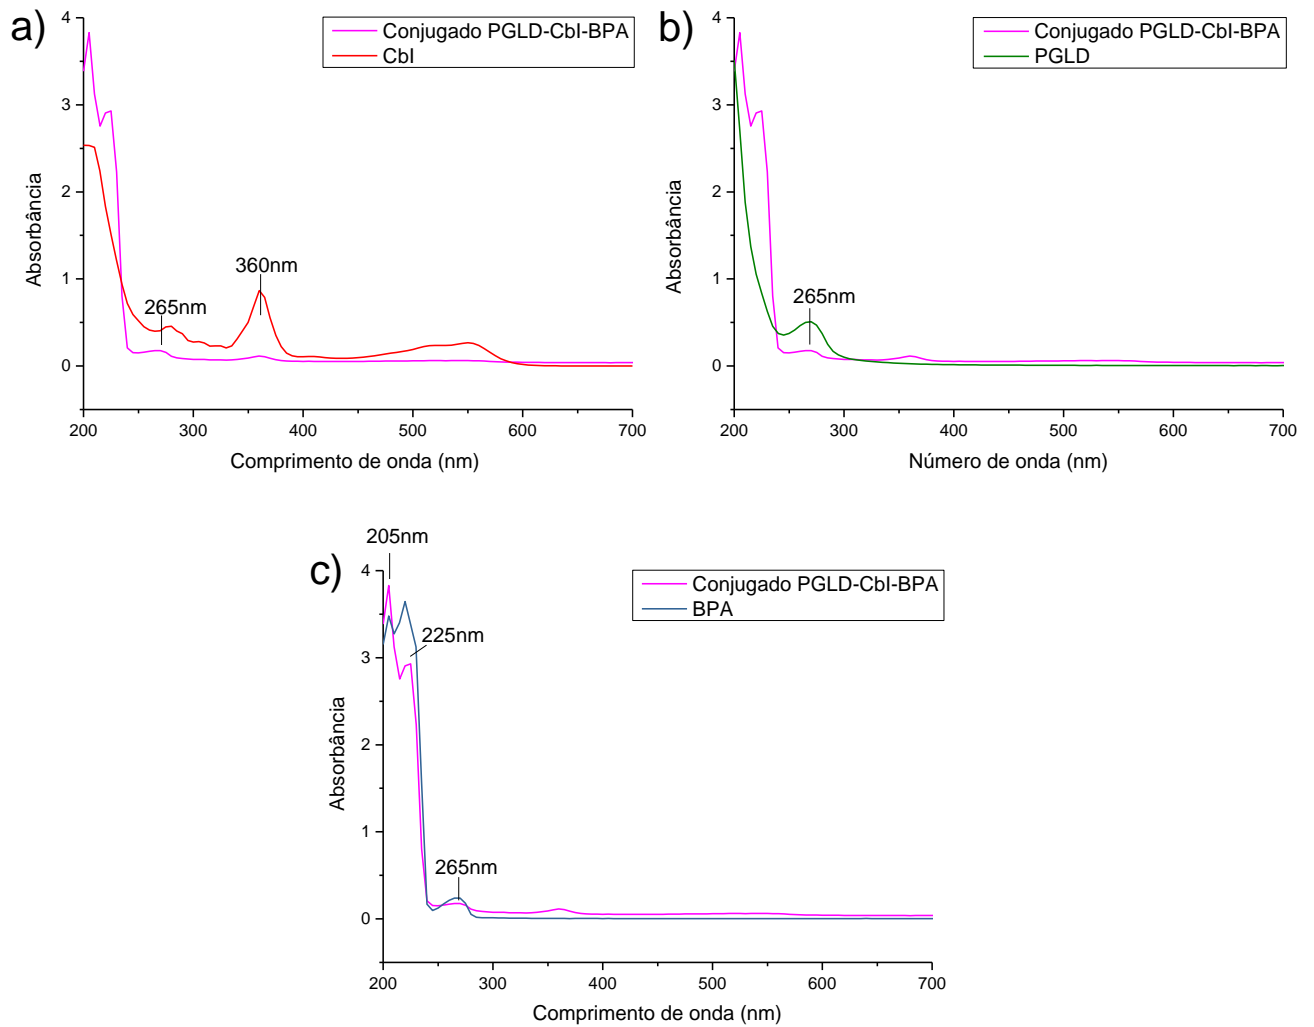 a)
Conjugado PGLD-CbI-BPA
CbI
4
3
2
1
0
Absorbância
265nm
360nm
200
300
400
500
600
700
Comprimento de onda (nm)
b)
Conjugado PGLD-CbI-BPA
PGLD
4
3
2
1
0
Absorbância
265nm
200
300
400
500
600
700
Número de onda (nm)
c)
205nm
Conjugado PGLD-CbI-BPA
BPA
225nm
4
3
2
1
0
Absorbância
265nm
200
300
400
500
600
700
Comprimento de onda (nm)